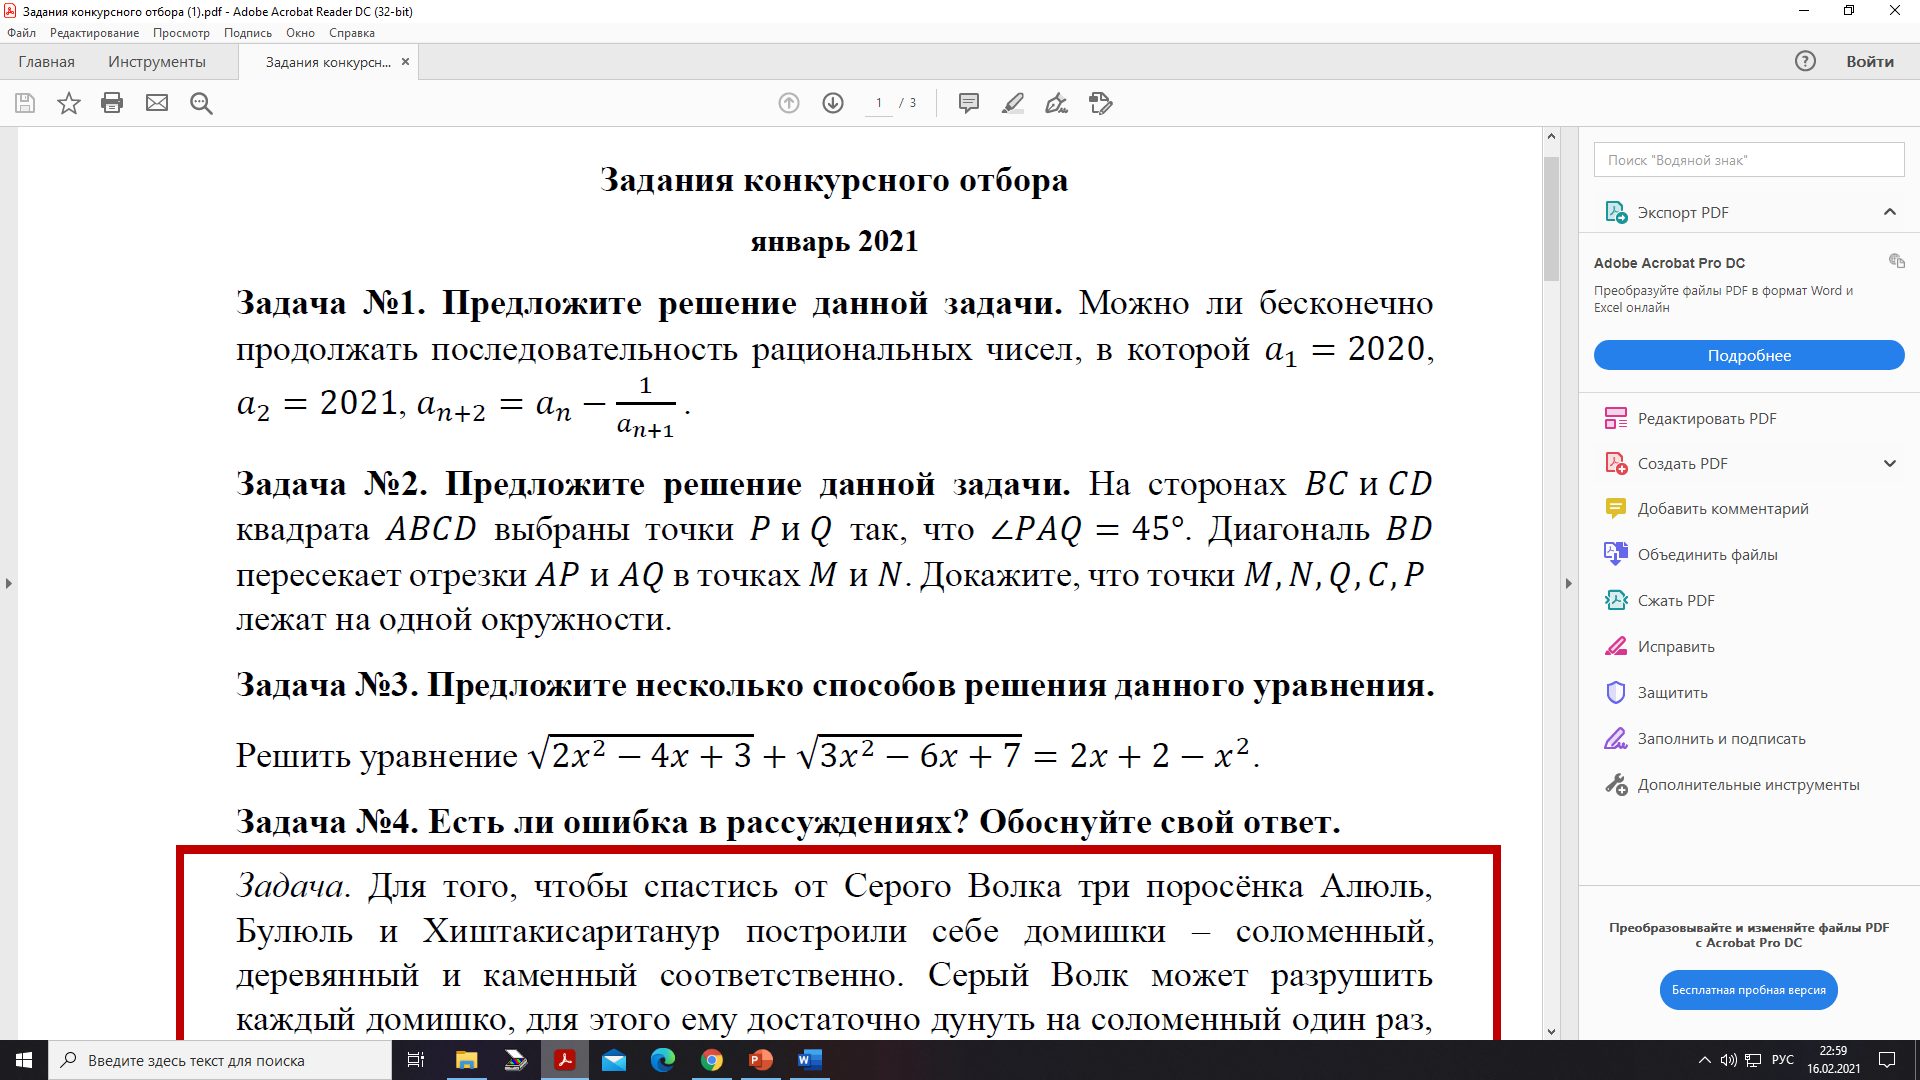 Задания конкурсного отбора (1).pdf - Adobe Acrobat Reader DC (32-bit)
Файл Редактирование Просмотр Подпись Окно Справка
Главная Инструменты Задания конкурсн... × Войти
1 / 3
Задания конкурсного отбора
январь 2021
Задача №1. Предложите решение данной задачи. Можно ли бесконечно
продолжать последовательность рациональных чисел, в которой a₁ = 2020,
a₂ = 2021, aₙ₊₂ = aₙ − 1/aₙ₊₁ .
Задача №2. Предложите решение данной задачи. На сторонах BC и CD
квадрата ABCD выбраны точки P и Q так, что ∠PAQ = 45°. Диагональ BD
пересекает отрезки AP и AQ в точках M и N. Докажите, что точки M, N, Q, C, P
лежат на одной окружности.
Задача №3. Предложите несколько способов решения данного уравнения.
Решить уравнение √(2x² − 4x + 3) + √(3x² − 6x + 7) = 2x + 2 − x².
Задача №4. Есть ли ошибка в рассуждениях? Обоснуйте свой ответ.
Задача. Для того, чтобы спастись от Серого Волка три поросёнка Алюль,
Булюль и Хиштакисаританур построили себе домишки – соломенный,
деревянный и каменный соответственно. Серый Волк может разрушить
каждый домишко, для этого ему достаточно дунуть на соломенный один раз,
Поиск "Водяной знак"
Экспорт PDF
Adobe Acrobat Pro DC
Преобразуйте файлы PDF в формат Word и
Excel онлайн
Подробнее
Редактировать PDF
Создать PDF
Добавить комментарий
Объединить файлы
Сжать PDF
Исправить
Защитить
Заполнить и подписать
Дополнительные инструменты
Преобразовывайте и изменяйте файлы PDF
с Acrobat Pro DC
Бесплатная пробная версия
Введите здесь текст для поиска
РУС
22:59
16.02.2021